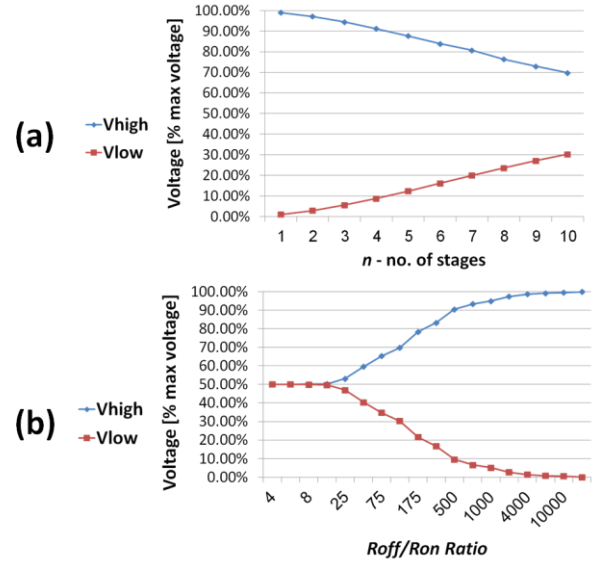 (a)
Vhigh
Vlow
Voltage [% max voltage]
100.00%
90.00%
80.00%
70.00%
60.00%
50.00%
40.00%
30.00%
20.00%
10.00%
0.00%
1 2 3 4 5 6 7 8 9 10
n - no. of stages
(b)
Vhigh
Vlow
Voltage [% max voltage]
100.00%
90.00%
80.00%
70.00%
60.00%
50.00%
40.00%
30.00%
20.00%
10.00%
0.00%
4 8 25 75 175 500 1000 4000 10000
Roff/Ron Ratio